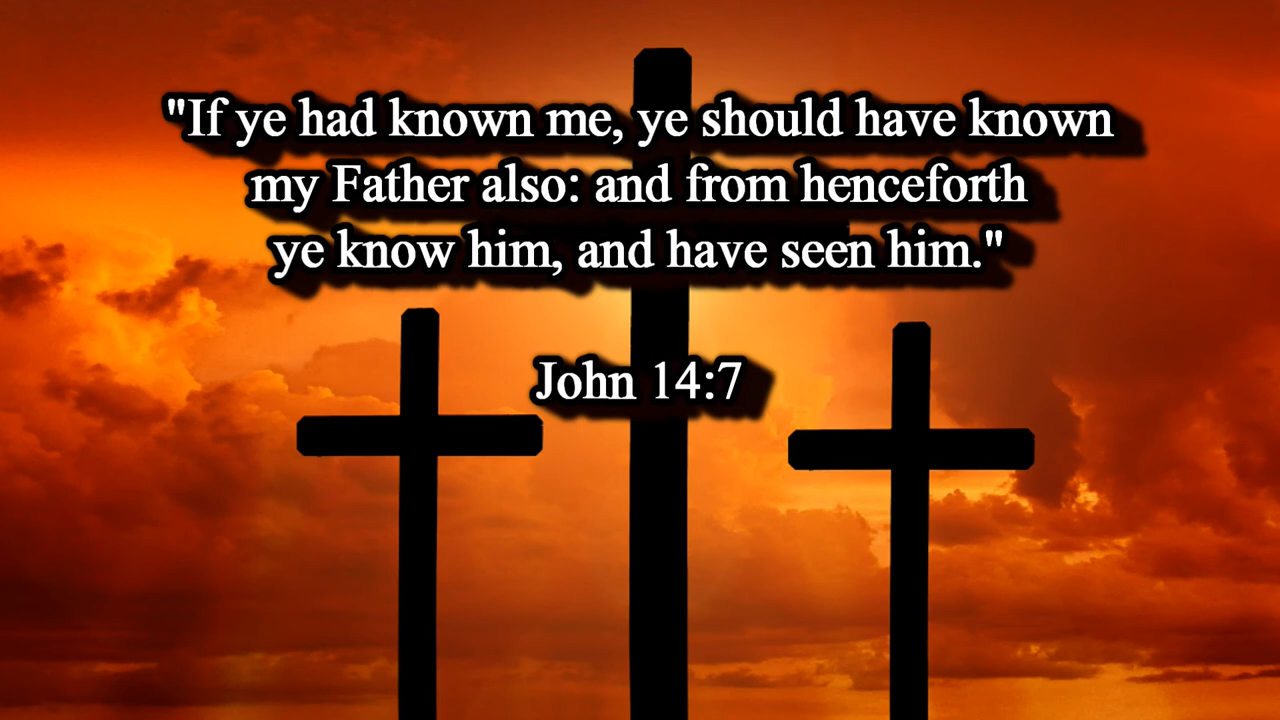 "If ye had known me, ye should have known
my Father also: and from henceforth
ye know him, and have seen him."
John 14:7